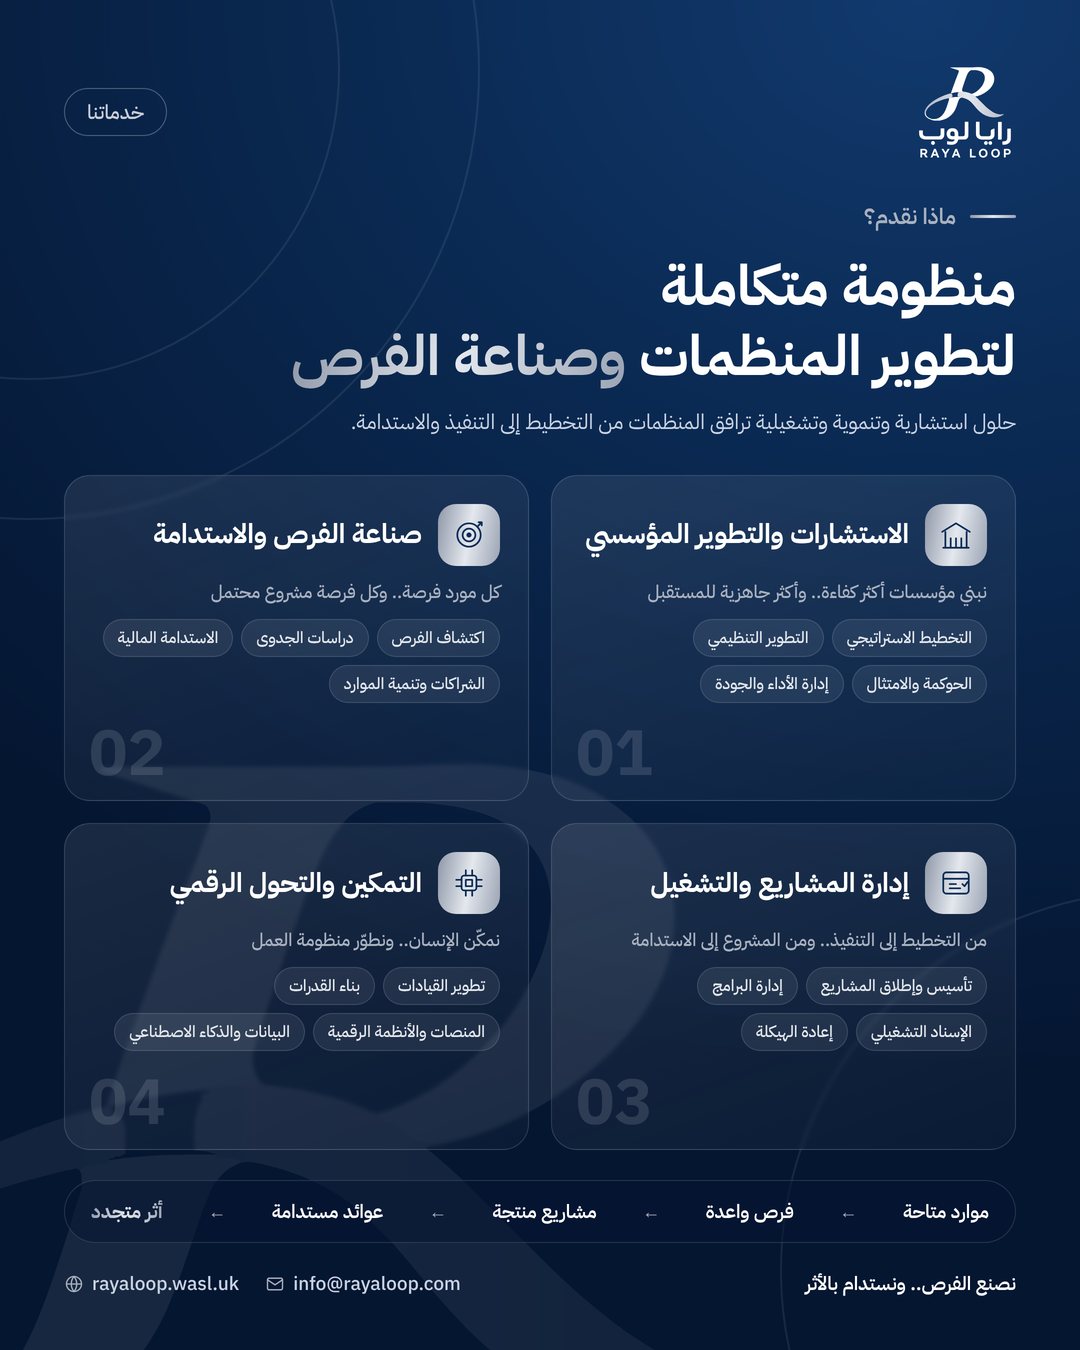 رايا لوب
RAYA LOOP
خدماتنا
ماذا نقدم؟
منظومة متكاملة
لتطوير المنظمات وصناعة الفرص
حلول استشارية وتنموية وتشغيلية ترافق المنظمات من التخطيط إلى التنفيذ والاستدامة.
الاستشارات والتطوير المؤسسي
نبني مؤسسات أكثر كفاءة.. وأكثر جاهزية للمستقبل
التخطيط الاستراتيجي
التطوير التنظيمي
الحوكمة والامتثال
إدارة الأداء والجودة
01
صناعة الفرص والاستدامة
كل مورد فرصة.. وكل فرصة مشروع محتمل
اكتشاف الفرص
دراسات الجدوى
الاستدامة المالية
الشراكات وتنمية الموارد
02
إدارة المشاريع والتشغيل
من التخطيط إلى التنفيذ.. ومن المشروع إلى الاستدامة
تأسيس وإطلاق المشاريع
إدارة البرامج
الإسناد التشغيلي
إعادة الهيكلة
03
التمكين والتحول الرقمي
نمكّن الإنسان.. ونطوّر منظومة العمل
تطوير القيادات
بناء القدرات
المنصات والأنظمة الرقمية
البيانات والذكاء الاصطناعي
04
موارد متاحة ← فرص واعدة ← مشاريع منتجة ← عوائد مستدامة ← أثر متجدد
نصنع الفرص.. ونستدام بالأثر
info@rayaloop.com
rayaloop.wasl.uk